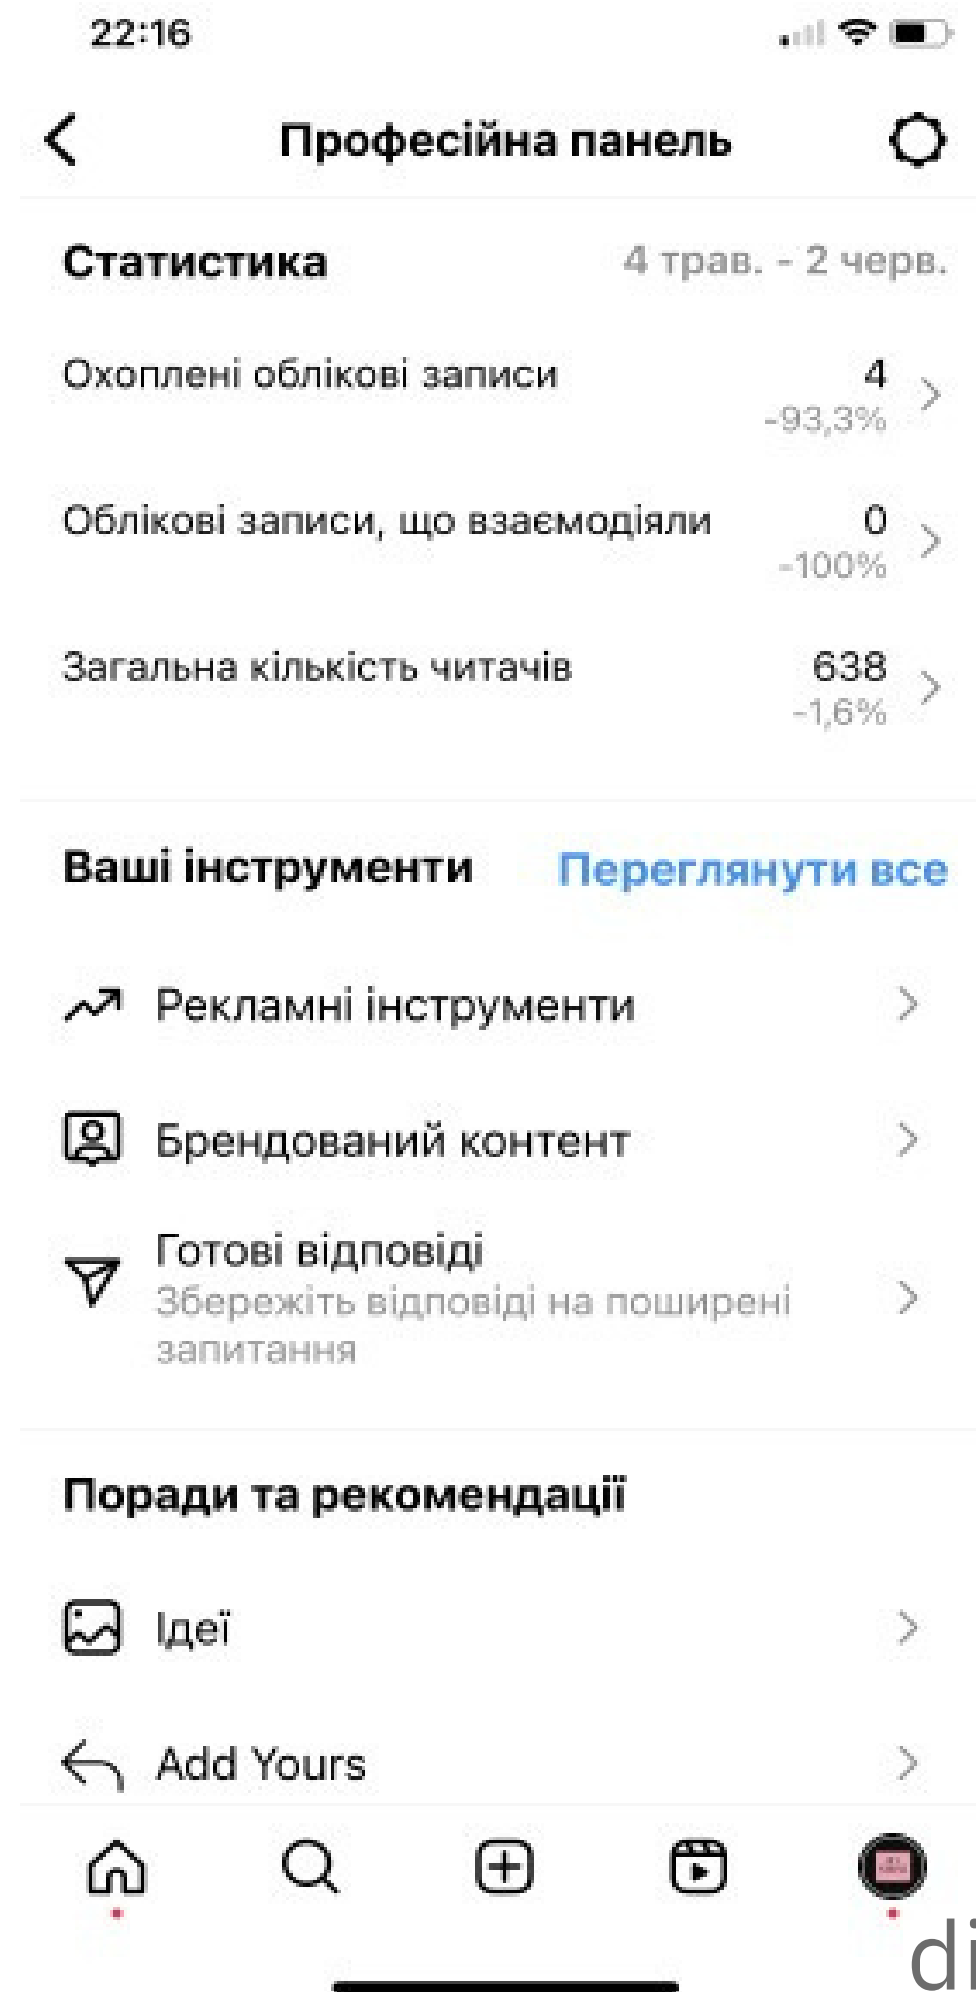 22:16
Професійна панель
Статистика 4 трав. - 2 черв.
Охоплені облікові записи 4
-93,3%
Облікові записи, що взаємодіяли 0
-100%
Загальна кількість читачів 638
-1,6%
Ваші інструменти Переглянути все
Рекламні інструменти
Брендований контент
Готові відповіді
Збережіть відповіді на поширені
запитання
Поради та рекомендації
Ідеї
Add Yours
di